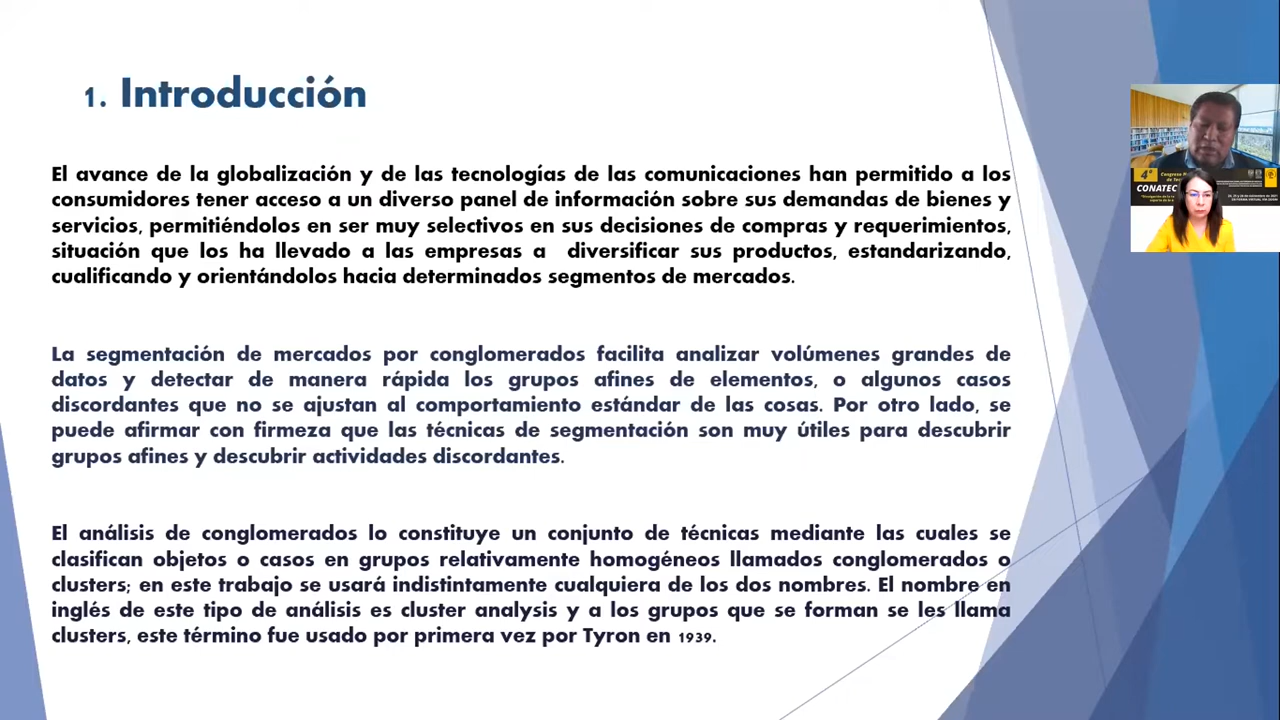 1. Introducción
El avance de la globalización y de las tecnologías de las comunicaciones han permitido a los
consumidores tener acceso a un diverso panel de información sobre sus demandas de bienes y
servicios, permitiéndolos en ser muy selectivos en sus decisiones de compras y requerimientos,
situación que los ha llevado a las empresas a diversificar sus productos, estandarizando,
cualificando y orientándolos hacia determinados segmentos de mercados.
La segmentación de mercados por conglomerados facilita analizar volúmenes grandes de
datos y detectar de manera rápida los grupos afines de elementos, o algunos casos
discordantes que no se ajustan al comportamiento estándar de las cosas. Por otro lado, se
puede afirmar con firmeza que las técnicas de segmentación son muy útiles para descubrir
grupos afines y descubrir actividades discordantes.
El análisis de conglomerados lo constituye un conjunto de técnicas mediante las cuales se
clasifican objetos o casos en grupos relativamente homogéneos llamados conglomerados o
clusters; en este trabajo se usará indistintamente cualquiera de los dos nombres. El nombre en
inglés de este tipo de análisis es cluster analysis y a los grupos que se forman se les llama
clusters, este término fue usado por primera vez por Tyron en 1939.
4°
CONATEC